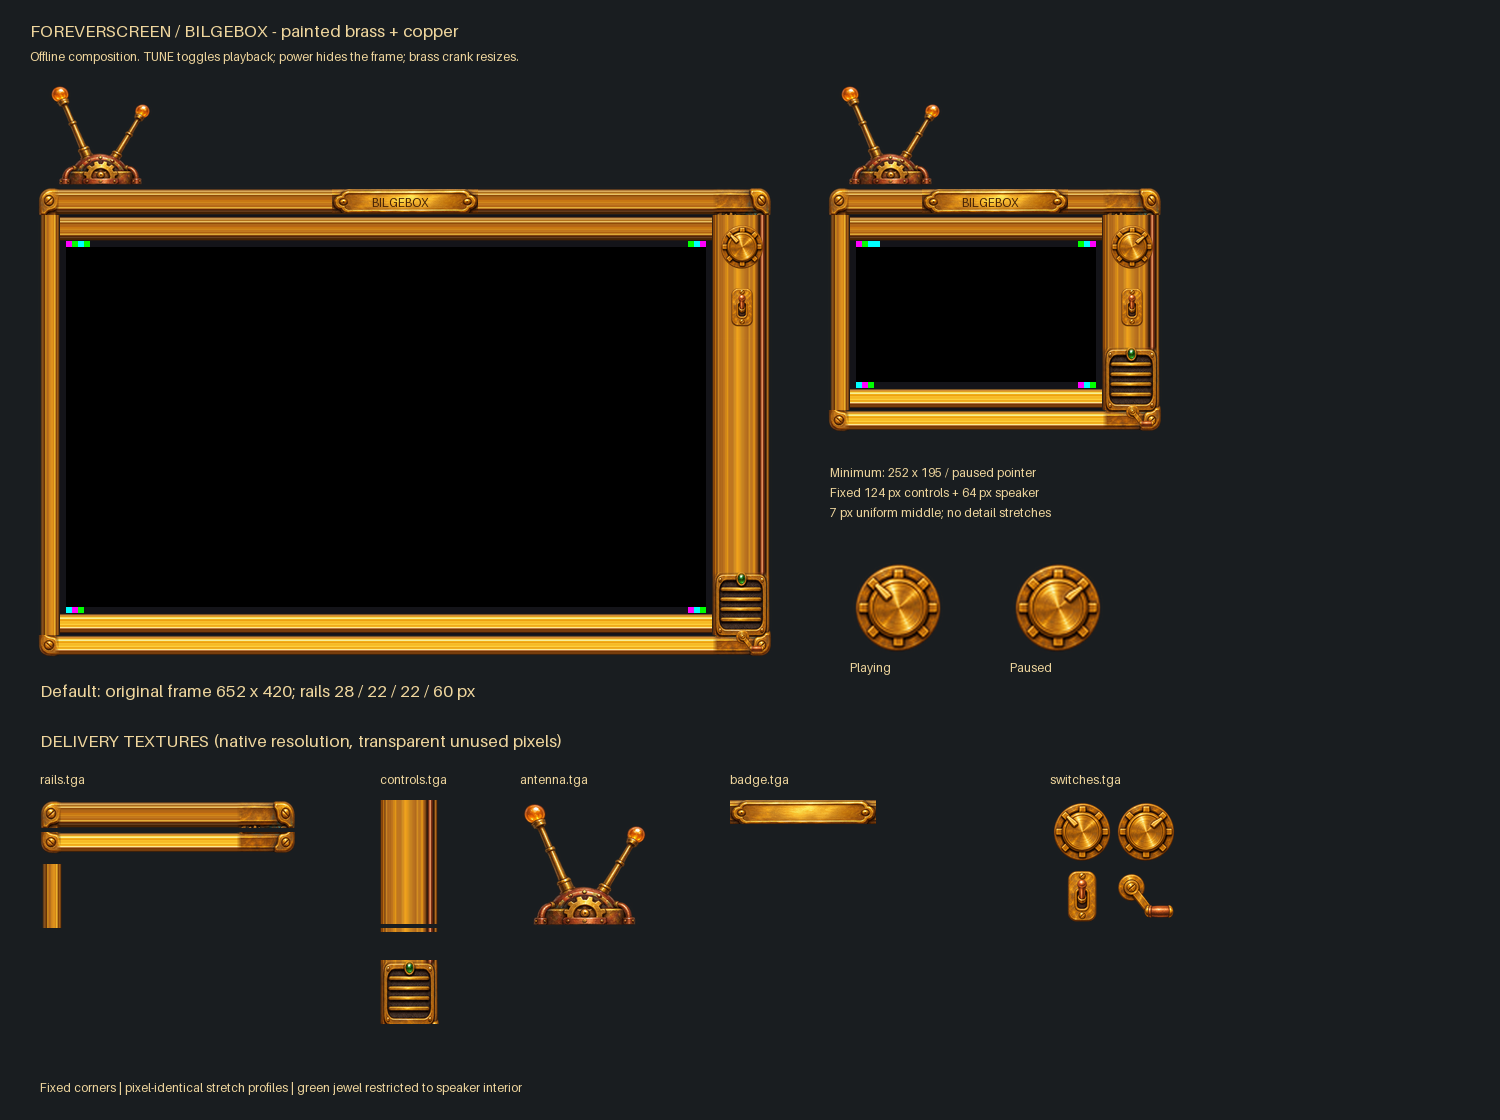 FOREVERSCREEN / BILGEBOX - painted brass + copper
Offline composition. TUNE toggles playback; power hides the frame; brass crank resizes.
BILGEBOX
BILGEBOX
Minimum: 252 x 195 / paused pointer
Fixed 124 px controls + 64 px speaker
7 px uniform middle; no detail stretches
Playing
Paused
Default: original frame 652 x 420; rails 28 / 22 / 22 / 60 px
DELIVERY TEXTURES (native resolution, transparent unused pixels)
rails.tga
controls.tga
antenna.tga
badge.tga
switches.tga
Fixed corners | pixel-identical stretch profiles | green jewel restricted to speaker interior